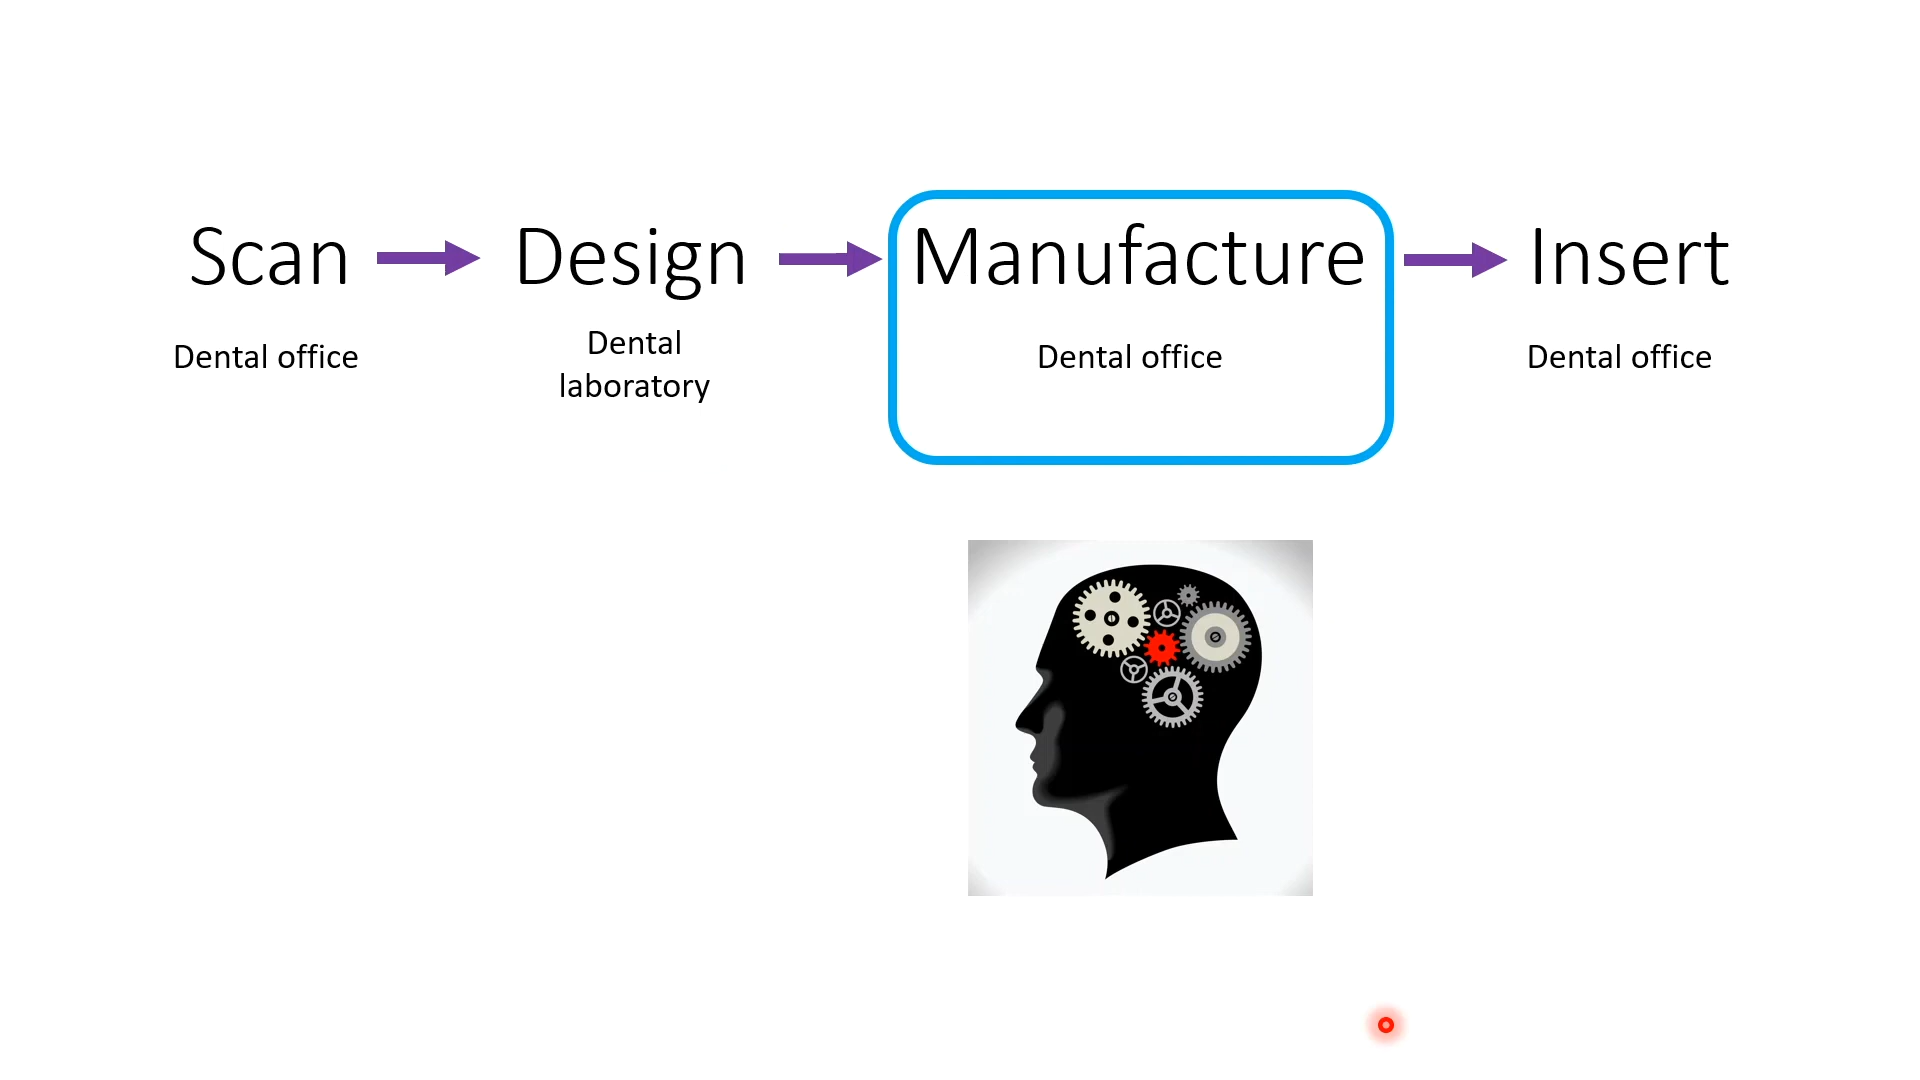 Scan
Design
Manufacture
Insert
Dental office
Dental
laboratory
Dental office
Dental office